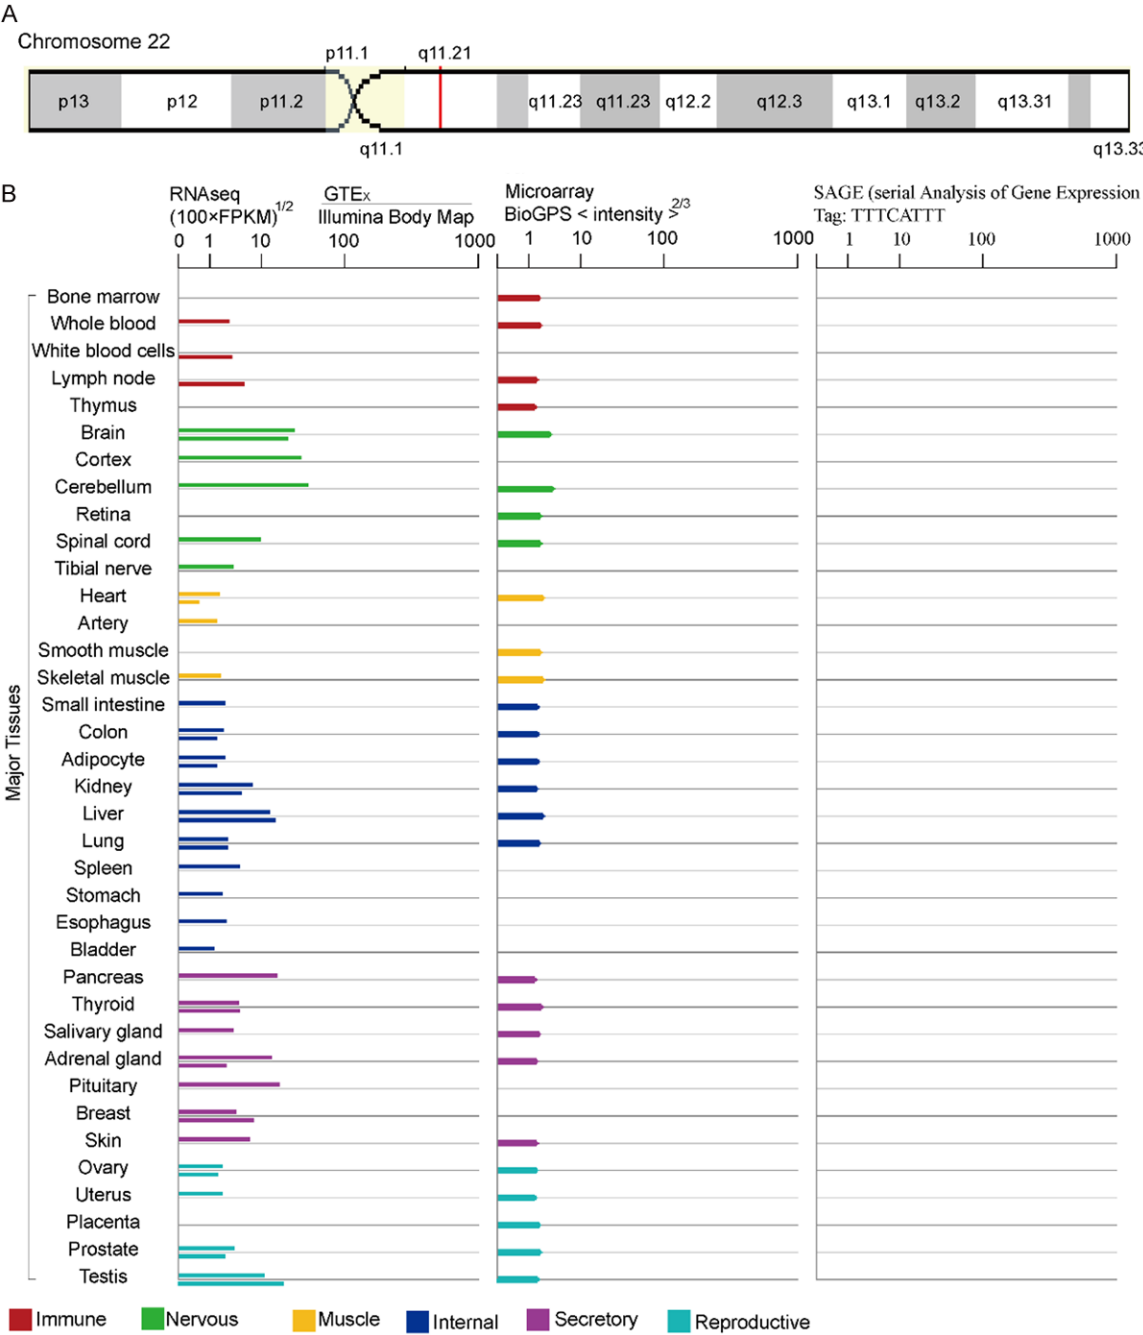 A
Chromosome 22
p11.1 q11.21
p13 p12 p11.2 q11.23 q11.23 q12.2 q12.3 q13.1 q13.2 q13.31
q11.1 q13.33
B
RNAseq
(100×FPKM)1/2
GTEx
Illumina Body Map
Microarray
BioGPS < intensity >2/3
SAGE (serial Analysis of Gene Expression
Tag: TTTCATTT
0 1 10 100 1000 1 10 100 1000 1 10 100 1000
Major Tissues
Bone marrow
Whole blood
White blood cells
Lymph node
Thymus
Brain
Cortex
Cerebellum
Retina
Spinal cord
Tibial nerve
Heart
Artery
Smooth muscle
Skeletal muscle
Small intestine
Colon
Adipocyte
Kidney
Liver
Lung
Spleen
Stomach
Esophagus
Bladder
Pancreas
Thyroid
Salivary gland
Adrenal gland
Pituitary
Breast
Skin
Ovary
Uterus
Placenta
Prostate
Testis
Immune Nervous Muscle Internal Secretory Reproductive